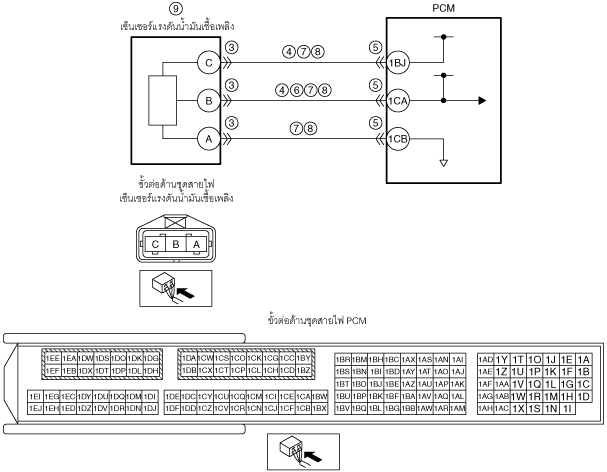 ⑨
เซ็นเซอร์แรงดันน้ำมันเชื้อเพลิง
PCM
C ③ ④⑦⑧ ⑤ 1BJ
B ③ ④⑥⑦⑧ ⑤ 1CA
A ③ ⑦⑧ ⑤ 1CB
ขั้วต่อด้านชุดสายไฟ
เซ็นเซอร์แรงดันน้ำมันเชื้อเพลิง
C B A
ขั้วต่อด้านชุดสายไฟ PCM
1EE 1EA 1DW 1DS 1DO 1DK 1DG 1DA 1CW 1CS 1CO 1CK 1CG 1CC 1BY 1BR 1BM 1BH 1BC 1AX 1AS 1AN 1AI 1AD 1Y 1T 1O 1J 1E 1A
1EF 1EB 1DX 1DT 1DP 1DL 1DH 1DB 1CX 1CT 1CP 1CL 1CH 1CD 1BZ 1BS 1BN 1BI 1BD 1AY 1AT 1AO 1AJ 1AE 1Z 1U 1P 1K 1F 1B
1BT 1BO 1BJ 1BE 1AZ 1AU 1AP 1AK 1AF 1AA 1V 1Q 1L 1G 1C
1EI 1EG 1EC 1DY 1DU 1DQ 1DM 1DI 1DE 1DC 1CY 1CU 1CQ 1CM 1CI 1CE 1CA 1BW 1BU 1BP 1BK 1BF 1BA 1AV 1AQ 1AL 1AG 1AB 1W 1R 1M 1H 1D
1EJ 1EH 1ED 1DZ 1DV 1DR 1DN 1DJ 1DF 1DD 1CZ 1CV 1CR 1CN 1CJ 1CF 1CB 1BX 1BV 1BQ 1BL 1BG 1BB 1AW 1AR 1AM 1AH 1AC 1X 1S 1N 1I